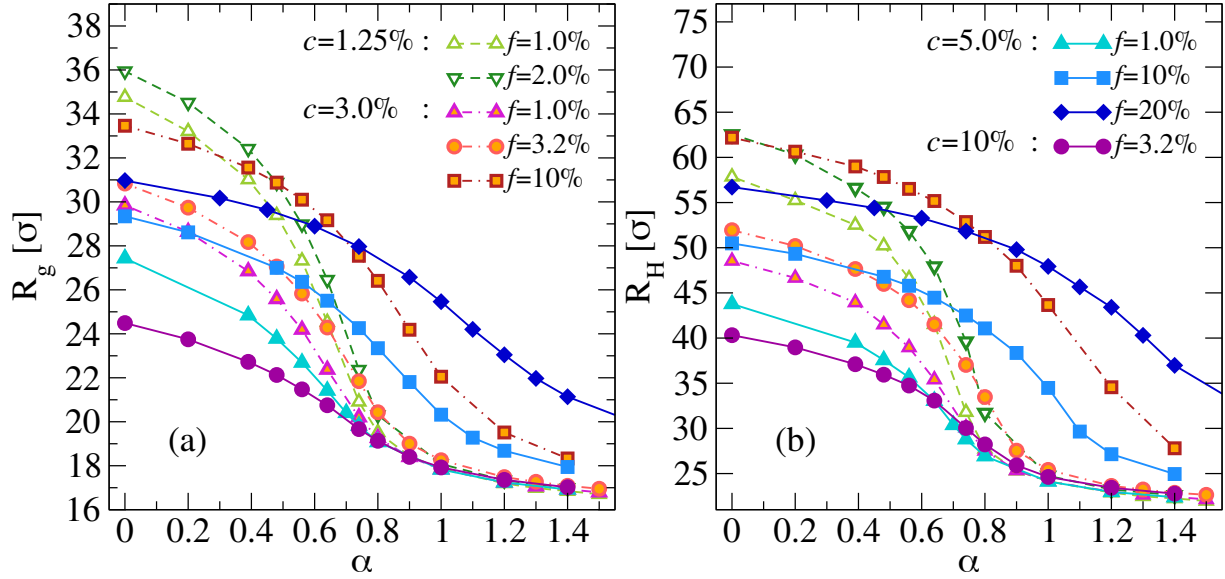 38
36
34
32
30
28
26
24
22
20
18
16
R_g [σ]
0 0.2 0.4 0.6 0.8 1 1.2 1.4
α
(a)
c=1.25% : f=1.0%
f=2.0%
c=3.0% : f=1.0%
f=3.2%
f=10%
75
70
65
60
55
50
45
40
35
30
25
R_H [σ]
0 0.2 0.4 0.6 0.8 1 1.2 1.4
α
(b)
c=5.0% : f=1.0%
f=10%
f=20%
c=10% : f=3.2%